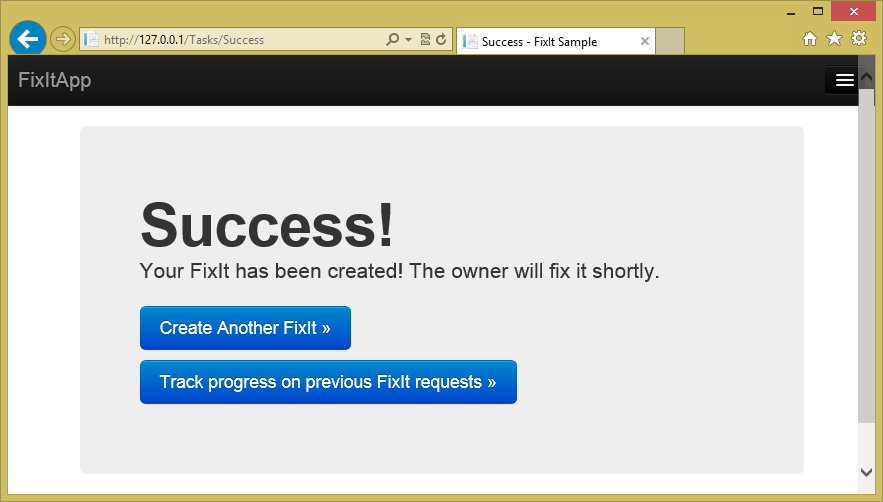 http://127.0.0.1/Tasks/Success
Success - FixIt Sample
FixItApp
Success!
Your FixIt has been created! The owner will fix it shortly.
Create Another FixIt »
Track progress on previous FixIt requests »